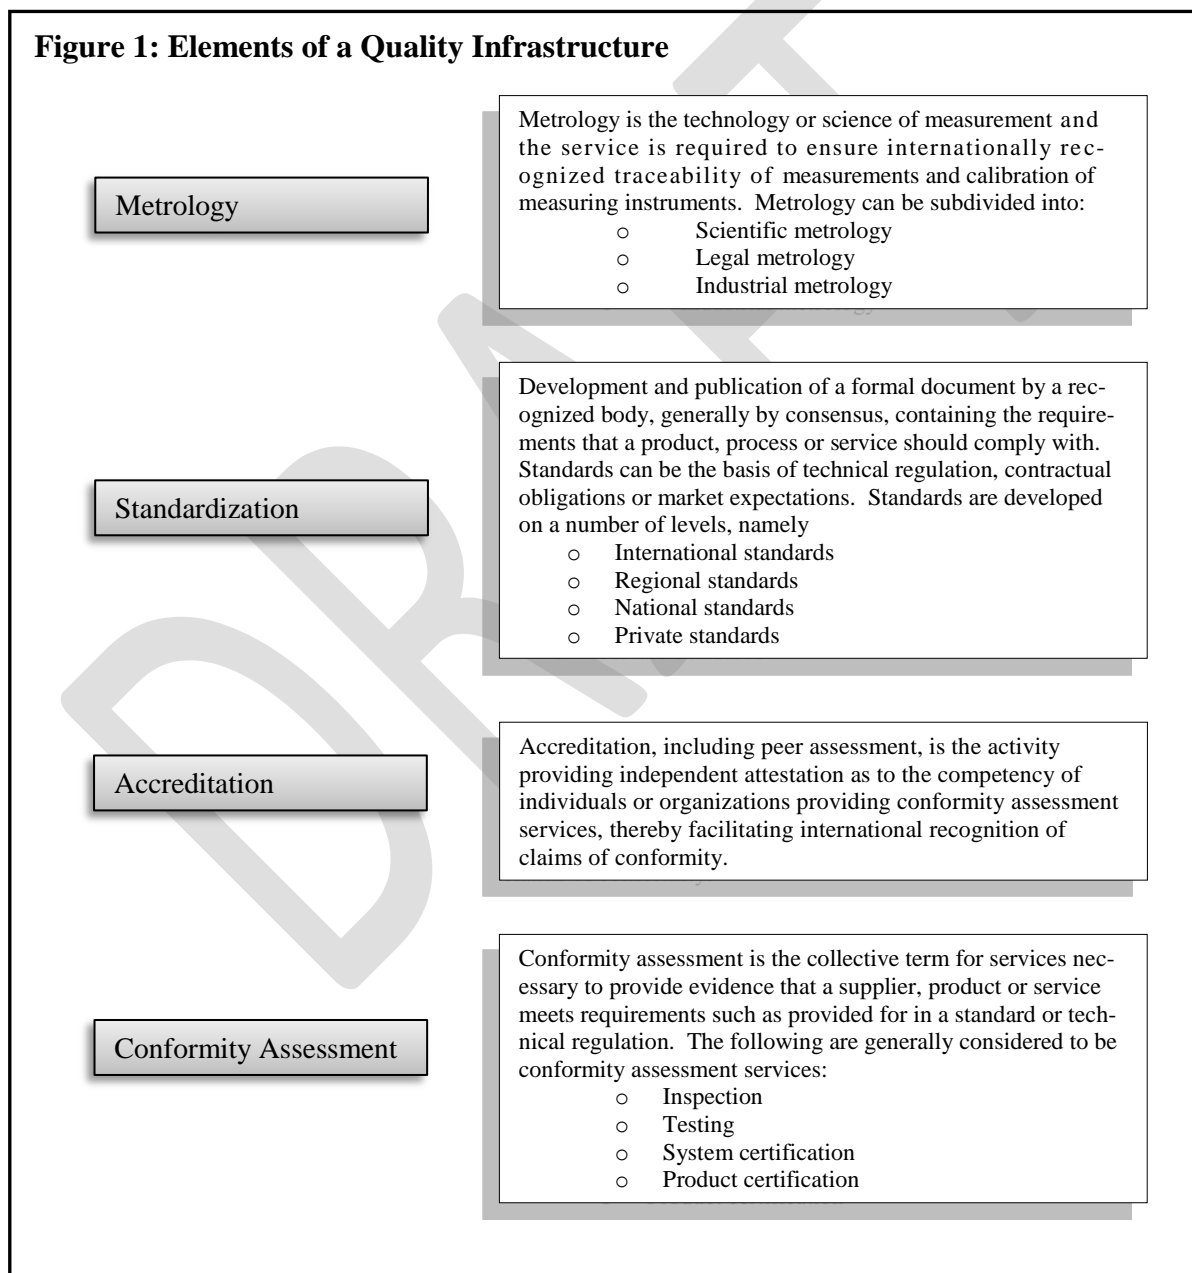 Figure 1: Elements of a Quality Infrastructure
Metrology
Metrology is the technology or science of measurement and
the service is required to ensure internationally rec-
ognized traceability of measurements and calibration of
measuring instruments.  Metrology can be subdivided into:
o Scientific metrology
o Legal metrology
o Industrial metrology
Standardization
Development and publication of a formal document by a rec-
ognized body, generally by consensus, containing the require-
ments that a product, process or service should comply with.
Standards can be the basis of technical regulation, contractual
obligations or market expectations.  Standards are developed
on a number of levels, namely
o International standards
o Regional standards
o National standards
o Private standards
Accreditation
Accreditation, including peer assessment, is the activity
providing independent attestation as to the competency of
individuals or organizations providing conformity assessment
services, thereby facilitating international recognition of
claims of conformity.
Conformity Assessment
Conformity assessment is the collective term for services nec-
essary to provide evidence that a supplier, product or service
meets requirements such as provided for in a standard or tech-
nical regulation.  The following are generally considered to be
conformity assessment services:
o Inspection
o Testing
o System certification
o Product certification
DRAFT